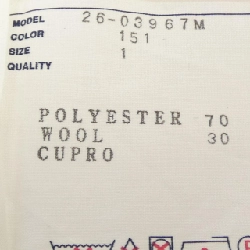 MODEL 26-03967M
COLOR 151
SIZE 1
QUALITY
POLYESTER 70
WOOL 30
CUPRO